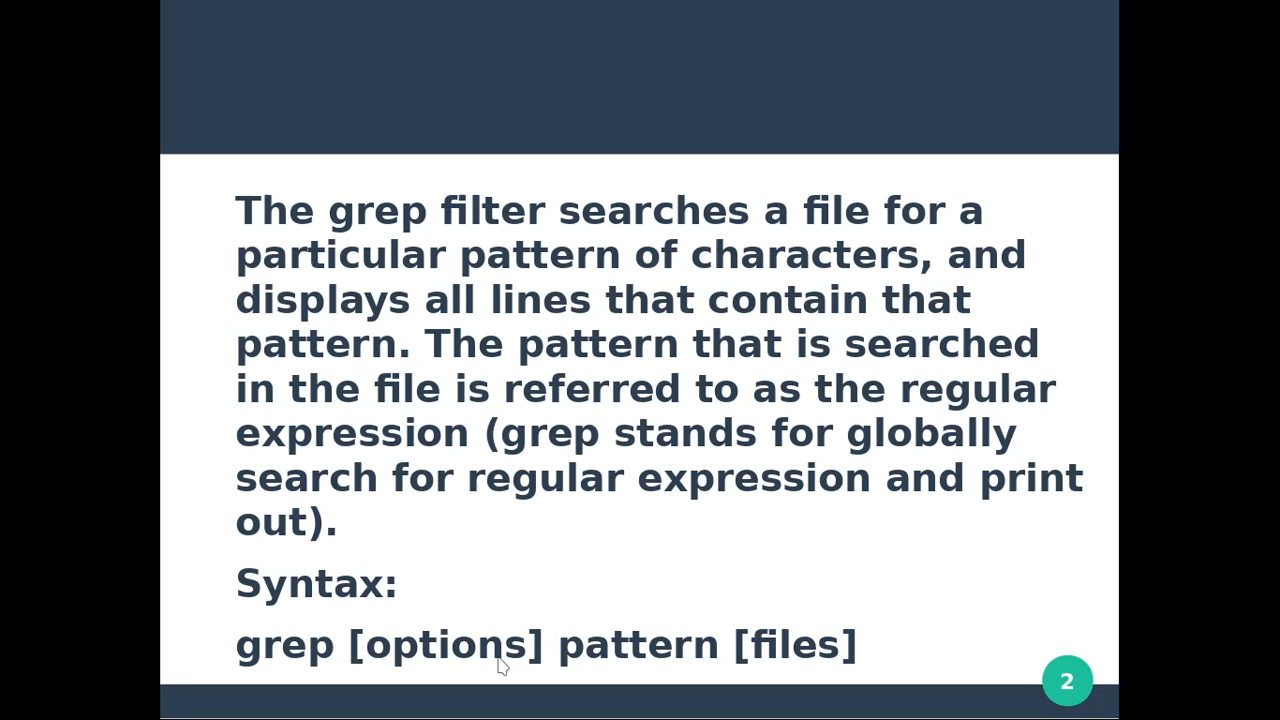 The grep filter searches a file for a
particular pattern of characters, and
displays all lines that contain that
pattern. The pattern that is searched
in the file is referred to as the regular
expression (grep stands for globally
search for regular expression and print
out).
Syntax:
grep [options] pattern [files]
2